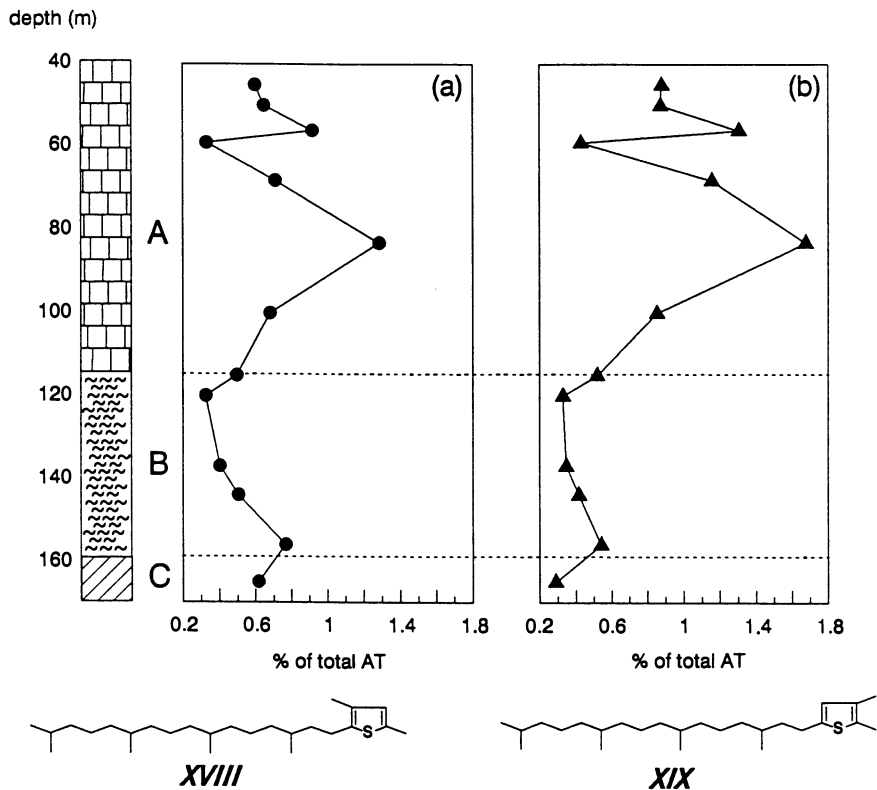 depth (m)
40
60
80
100
120
140
160
A
B
C
(a)
(b)
0.2 0.6 1 1.4 1.8
0.2 0.6 1 1.4 1.8
% of total AT
% of total AT
S
S
XVIII
XIX